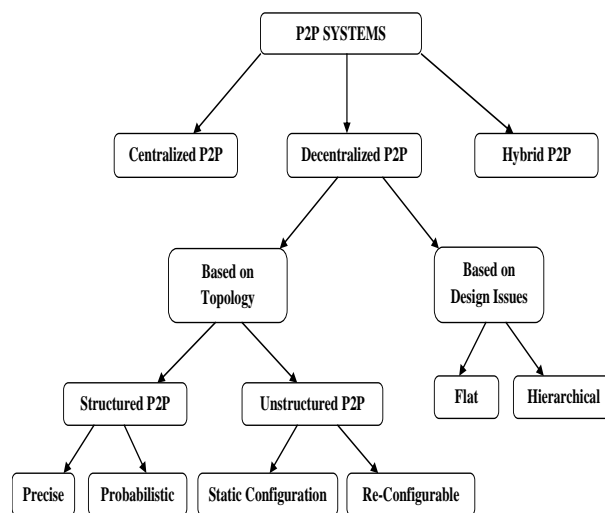 P2P SYSTEMS
Centralized P2P
Decentralized P2P
Hybrid P2P
Based on
Topology
Based on
Design Issues
Structured P2P
Unstructured P2P
Flat
Hierarchical
Precise
Probabilistic
Static Configuration
Re-Configurable